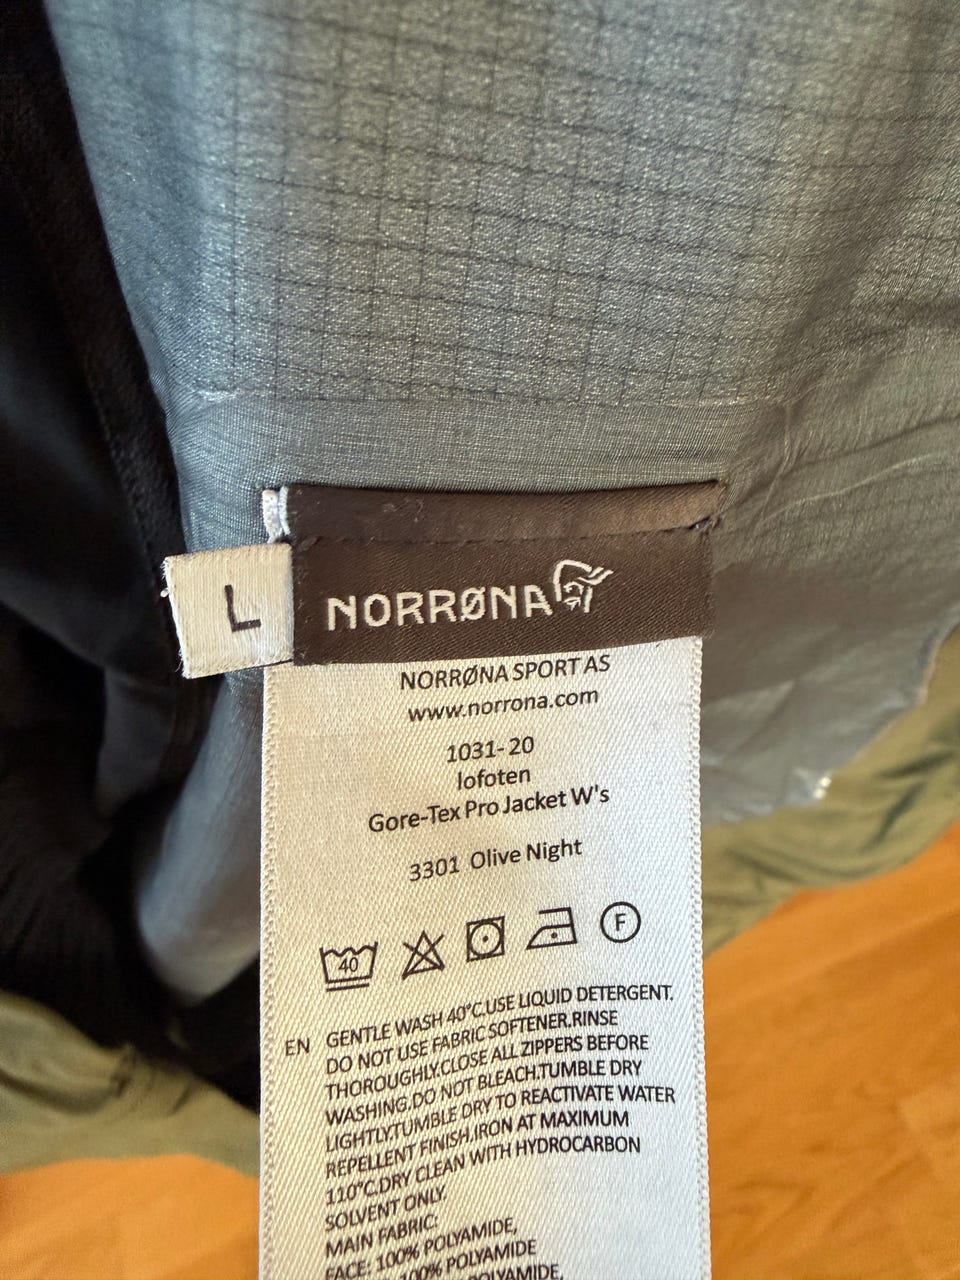 L
NORRØNA
NORRØNA SPORT AS
www.norrona.com
1031-20
lofoten
Gore-Tex Pro Jacket W's
3301 Olive Night
40
F
EN GENTLE WASH 40°C.USE LIQUID DETERGENT.
DO NOT USE FABRIC SOFTENER.RINSE
THOROUGHLY.CLOSE ALL ZIPPERS BEFORE
WASHING.DO NOT BLEACH.TUMBLE DRY
LIGHTLY.TUMBLE DRY TO REACTIVATE WATER
REPELLENT FINISH.IRON AT MAXIMUM
110°C.DRY CLEAN WITH HYDROCARBON
SOLVENT ONLY.
MAIN FABRIC:
FACE: 100% POLYAMIDE,
100% POLYAMIDE
POLYAMIDE,